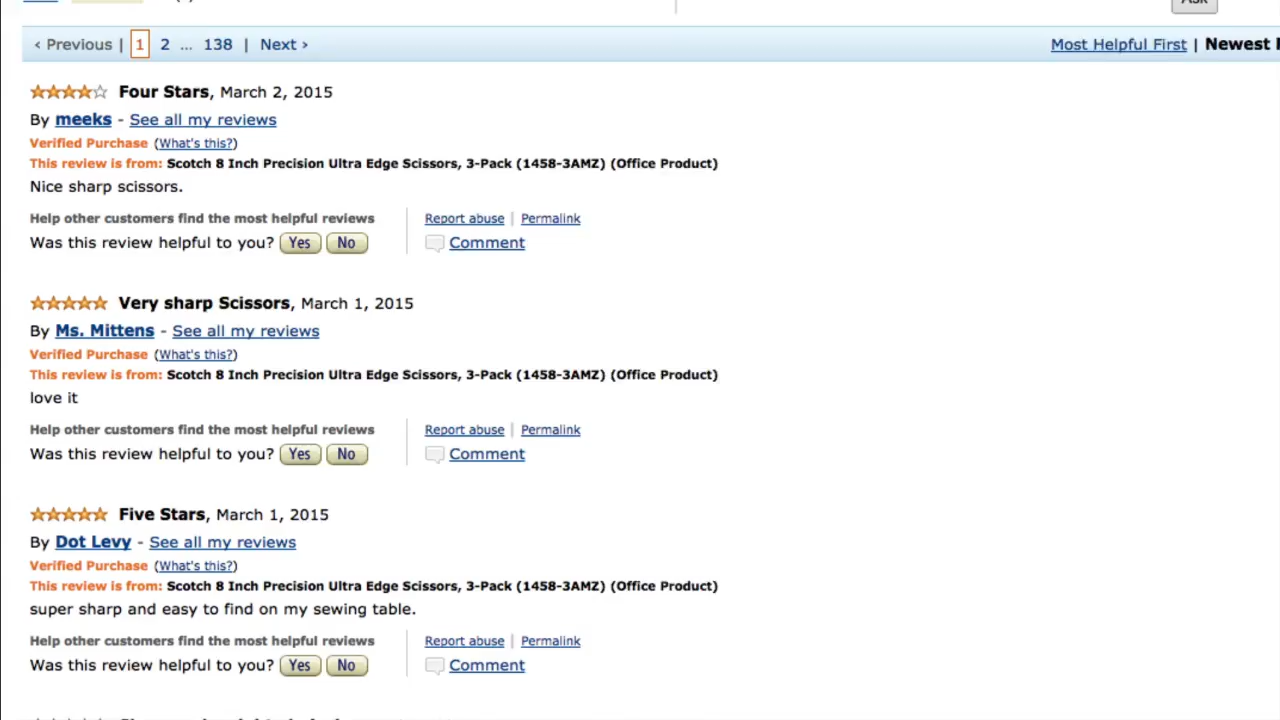 ‹ Previous | 1 2 ... 138 | Next ›
Most Helpful First | Newest
Four Stars, March 2, 2015
By meeks - See all my reviews
Verified Purchase (What's this?)
This review is from: Scotch 8 Inch Precision Ultra Edge Scissors, 3-Pack (1458-3AMZ) (Office Product)
Nice sharp scissors.
Help other customers find the most helpful reviews
Report abuse | Permalink
Was this review helpful to you? Yes No
Comment
Very sharp Scissors, March 1, 2015
By Ms. Mittens - See all my reviews
Verified Purchase (What's this?)
This review is from: Scotch 8 Inch Precision Ultra Edge Scissors, 3-Pack (1458-3AMZ) (Office Product)
love it
Help other customers find the most helpful reviews
Report abuse | Permalink
Was this review helpful to you? Yes No
Comment
Five Stars, March 1, 2015
By Dot Levy - See all my reviews
Verified Purchase (What's this?)
This review is from: Scotch 8 Inch Precision Ultra Edge Scissors, 3-Pack (1458-3AMZ) (Office Product)
super sharp and easy to find on my sewing table.
Help other customers find the most helpful reviews
Report abuse | Permalink
Was this review helpful to you? Yes No
Comment